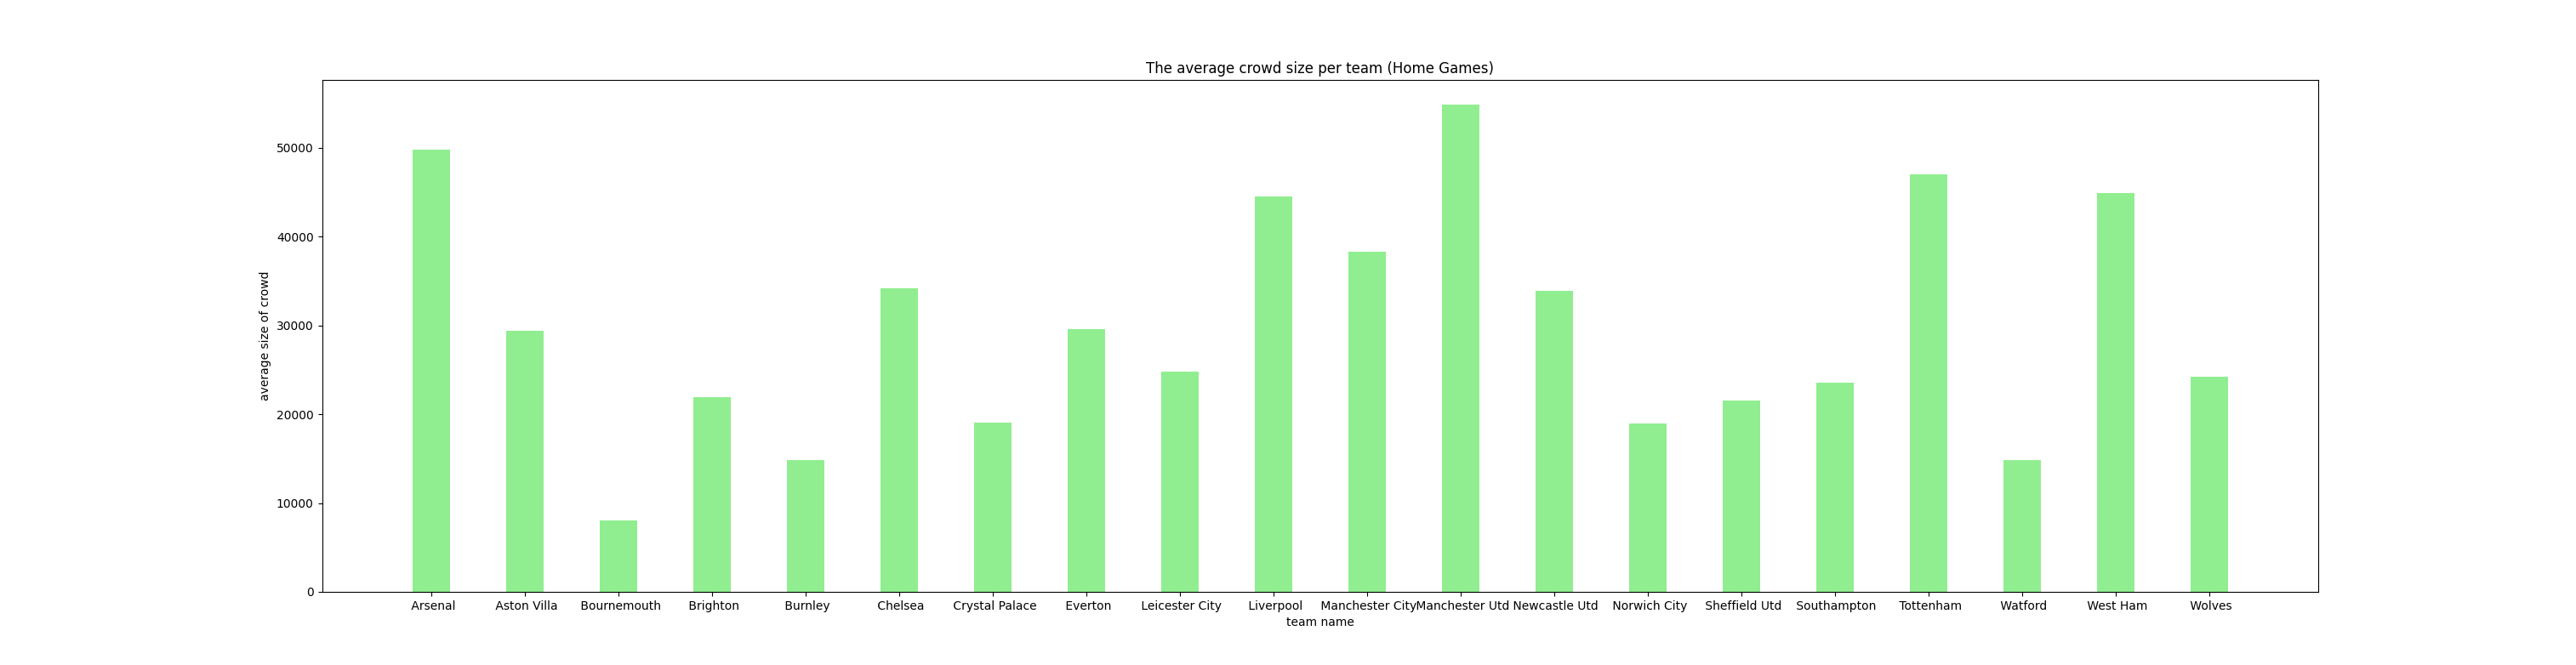 The average crowd size per team (Home Games)
average size of crowd
50000
40000
30000
20000
10000
0
Arsenal Aston Villa Bournemouth Brighton Burnley Chelsea Crystal Palace Everton Leicester City Liverpool Manchester City Manchester Utd Newcastle Utd Norwich City Sheffield Utd Southampton Tottenham Watford West Ham Wolves
team name